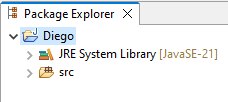 Package Explorer
Diego
JRE System Library [JavaSE-21]
src